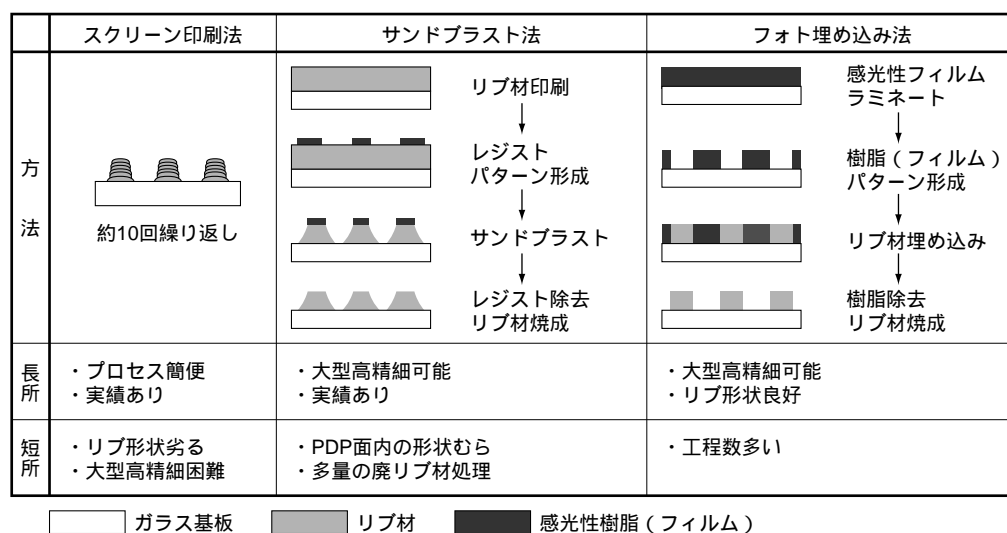 スクリーン印刷法
サンドブラスト法
フォト埋め込み法
方法
約10回繰り返し
リブ材印刷
レジスト
パターン形成
サンドブラスト
レジスト除去
リブ材焼成
感光性フィルム
ラミネート
樹脂（フィルム）
パターン形成
リブ材埋め込み
樹脂除去
リブ材焼成
長所
・プロセス簡便
・実績あり
・大型高精細可能
・実績あり
・大型高精細可能
・リブ形状良好
短所
・リブ形状劣る
・大型高精細困難
・PDP面内の形状むら
・多量の廃リブ材処理
・工程数多い
ガラス基板
リブ材
感光性樹脂（フィルム）